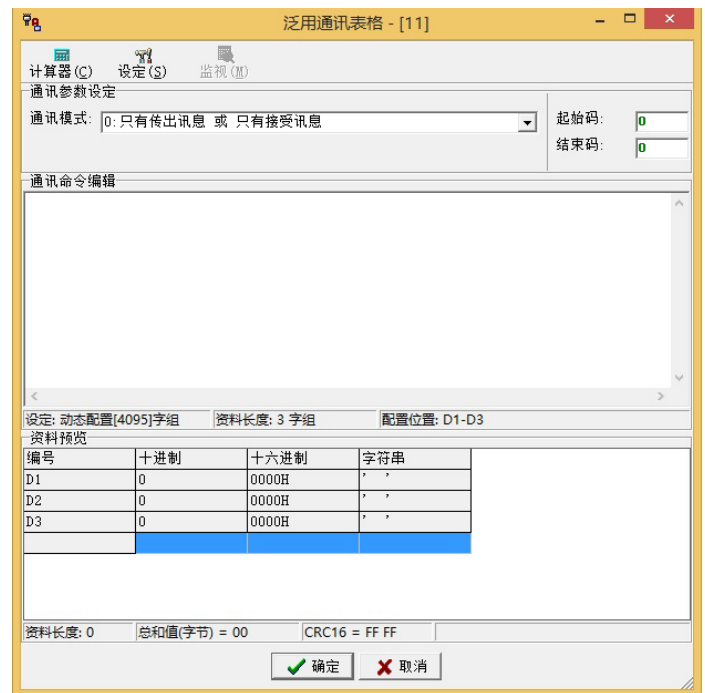 泛用通讯表格 - [11]
计算器(C) 设定(S) 监视(M)
通讯参数设定
通讯模式: 0:只有传出讯息 或 只有接受讯息
起始码: 0
结束码: 0
通讯命令编辑
设定: 动态配置[4095]字组 资料长度: 3 字组 配置位置: D1-D3
资料预览
编号 十进制 十六进制 字符串
D1 0 0000H ' '
D2 0 0000H ' '
D3 0 0000H ' '
资料长度: 0 总和值(字节) = 00 CRC16 = FF FF
确定 取消